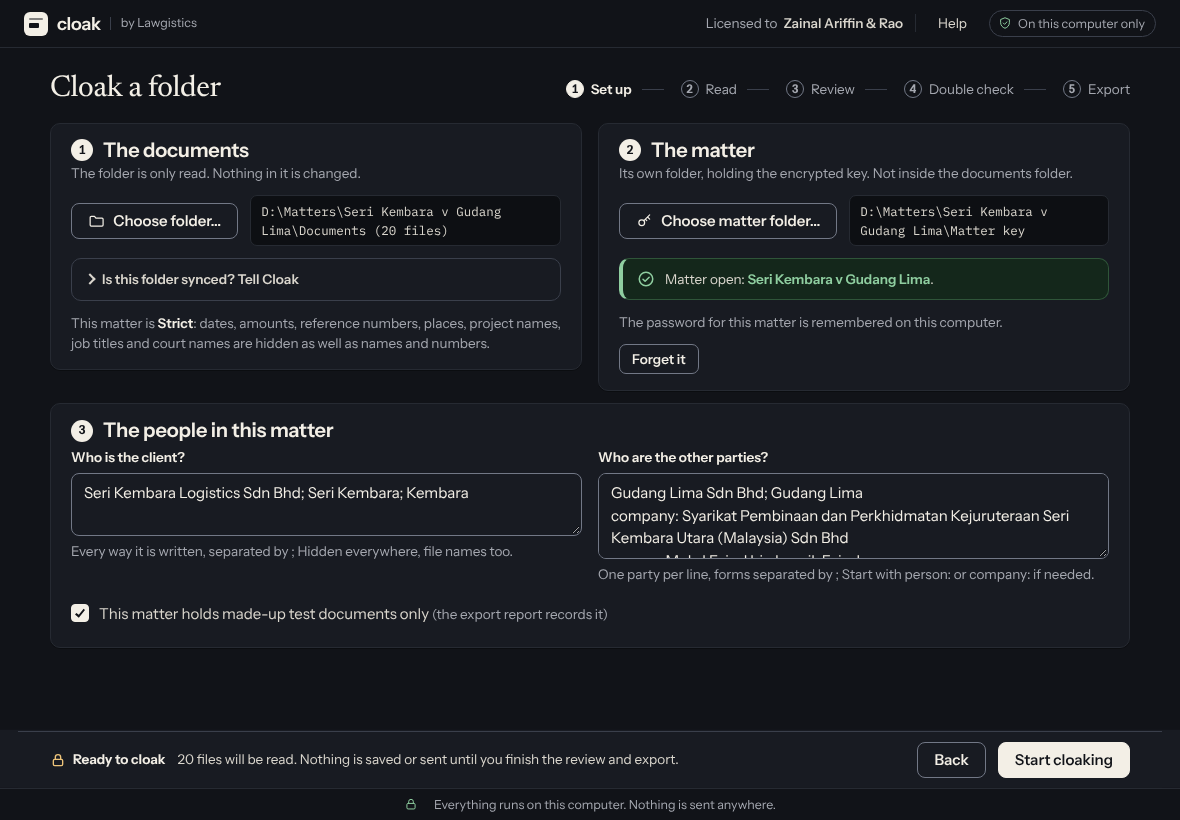 cloak
by Lawgistics
Licensed to Zainal Ariffin & Rao
Help
On this computer only
Cloak a folder
1 Set up
2 Read
3 Review
4 Double check
5 Export
1 The documents
The folder is only read. Nothing in it is changed.
Choose folder...
D:\Matters\Seri Kembara v Gudang
Lima\Documents (20 files)
Is this folder synced? Tell Cloak
This matter is Strict: dates, amounts, reference numbers, places, project names,
job titles and court names are hidden as well as names and numbers.
2 The matter
Its own folder, holding the encrypted key. Not inside the documents folder.
Choose matter folder...
D:\Matters\Seri Kembara v
Gudang Lima\Matter key
Matter open: Seri Kembara v Gudang Lima.
The password for this matter is remembered on this computer.
Forget it
3 The people in this matter
Who is the client?
Seri Kembara Logistics Sdn Bhd; Seri Kembara; Kembara
Every way it is written, separated by ; Hidden everywhere, file names too.
Who are the other parties?
Gudang Lima Sdn Bhd; Gudang Lima
company: Syarikat Pembinaan dan Perkhidmatan Kejuruteraan Seri
Kembara Utara (Malaysia) Sdn Bhd
One party per line, forms separated by ; Start with person: or company: if needed.
This matter holds made-up test documents only (the export report records it)
Ready to cloak 20 files will be read. Nothing is saved or sent until you finish the review and export.
Back
Start cloaking
Everything runs on this computer. Nothing is sent anywhere.